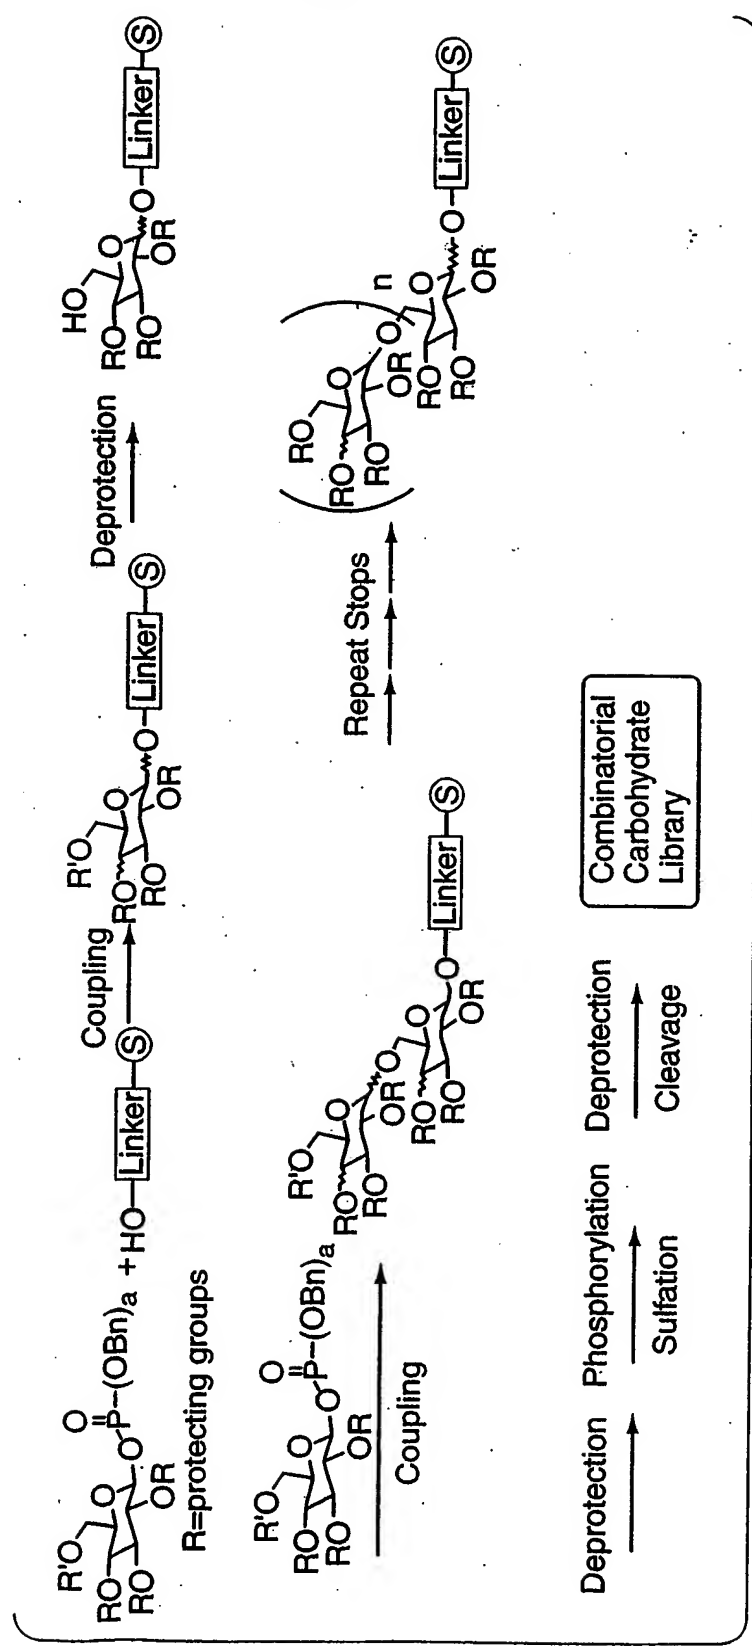 R'O
RO
RO
O
OR
O
O
P-(OBn)a
R=protecting groups
+
HO-Linker-S
Coupling
R'O
RO
RO
O
OR
O-Linker-S
Deprotection
HO
RO
RO
O
OR
O-Linker-S
R'O
RO
RO
O
OR
O
O
P-(OBn)a
Coupling
R'O
RO
RO
O
OR
O
RO
RO
O
OR
O-Linker-S
Repeat Stops
RO
RO
RO
O
OR
O
n
RO
RO
O
OR
O-Linker-S
Deprotection
Phosphorylation
Sulfation
Deprotection
Cleavage
Combinatorial
Carbohydrate
Library